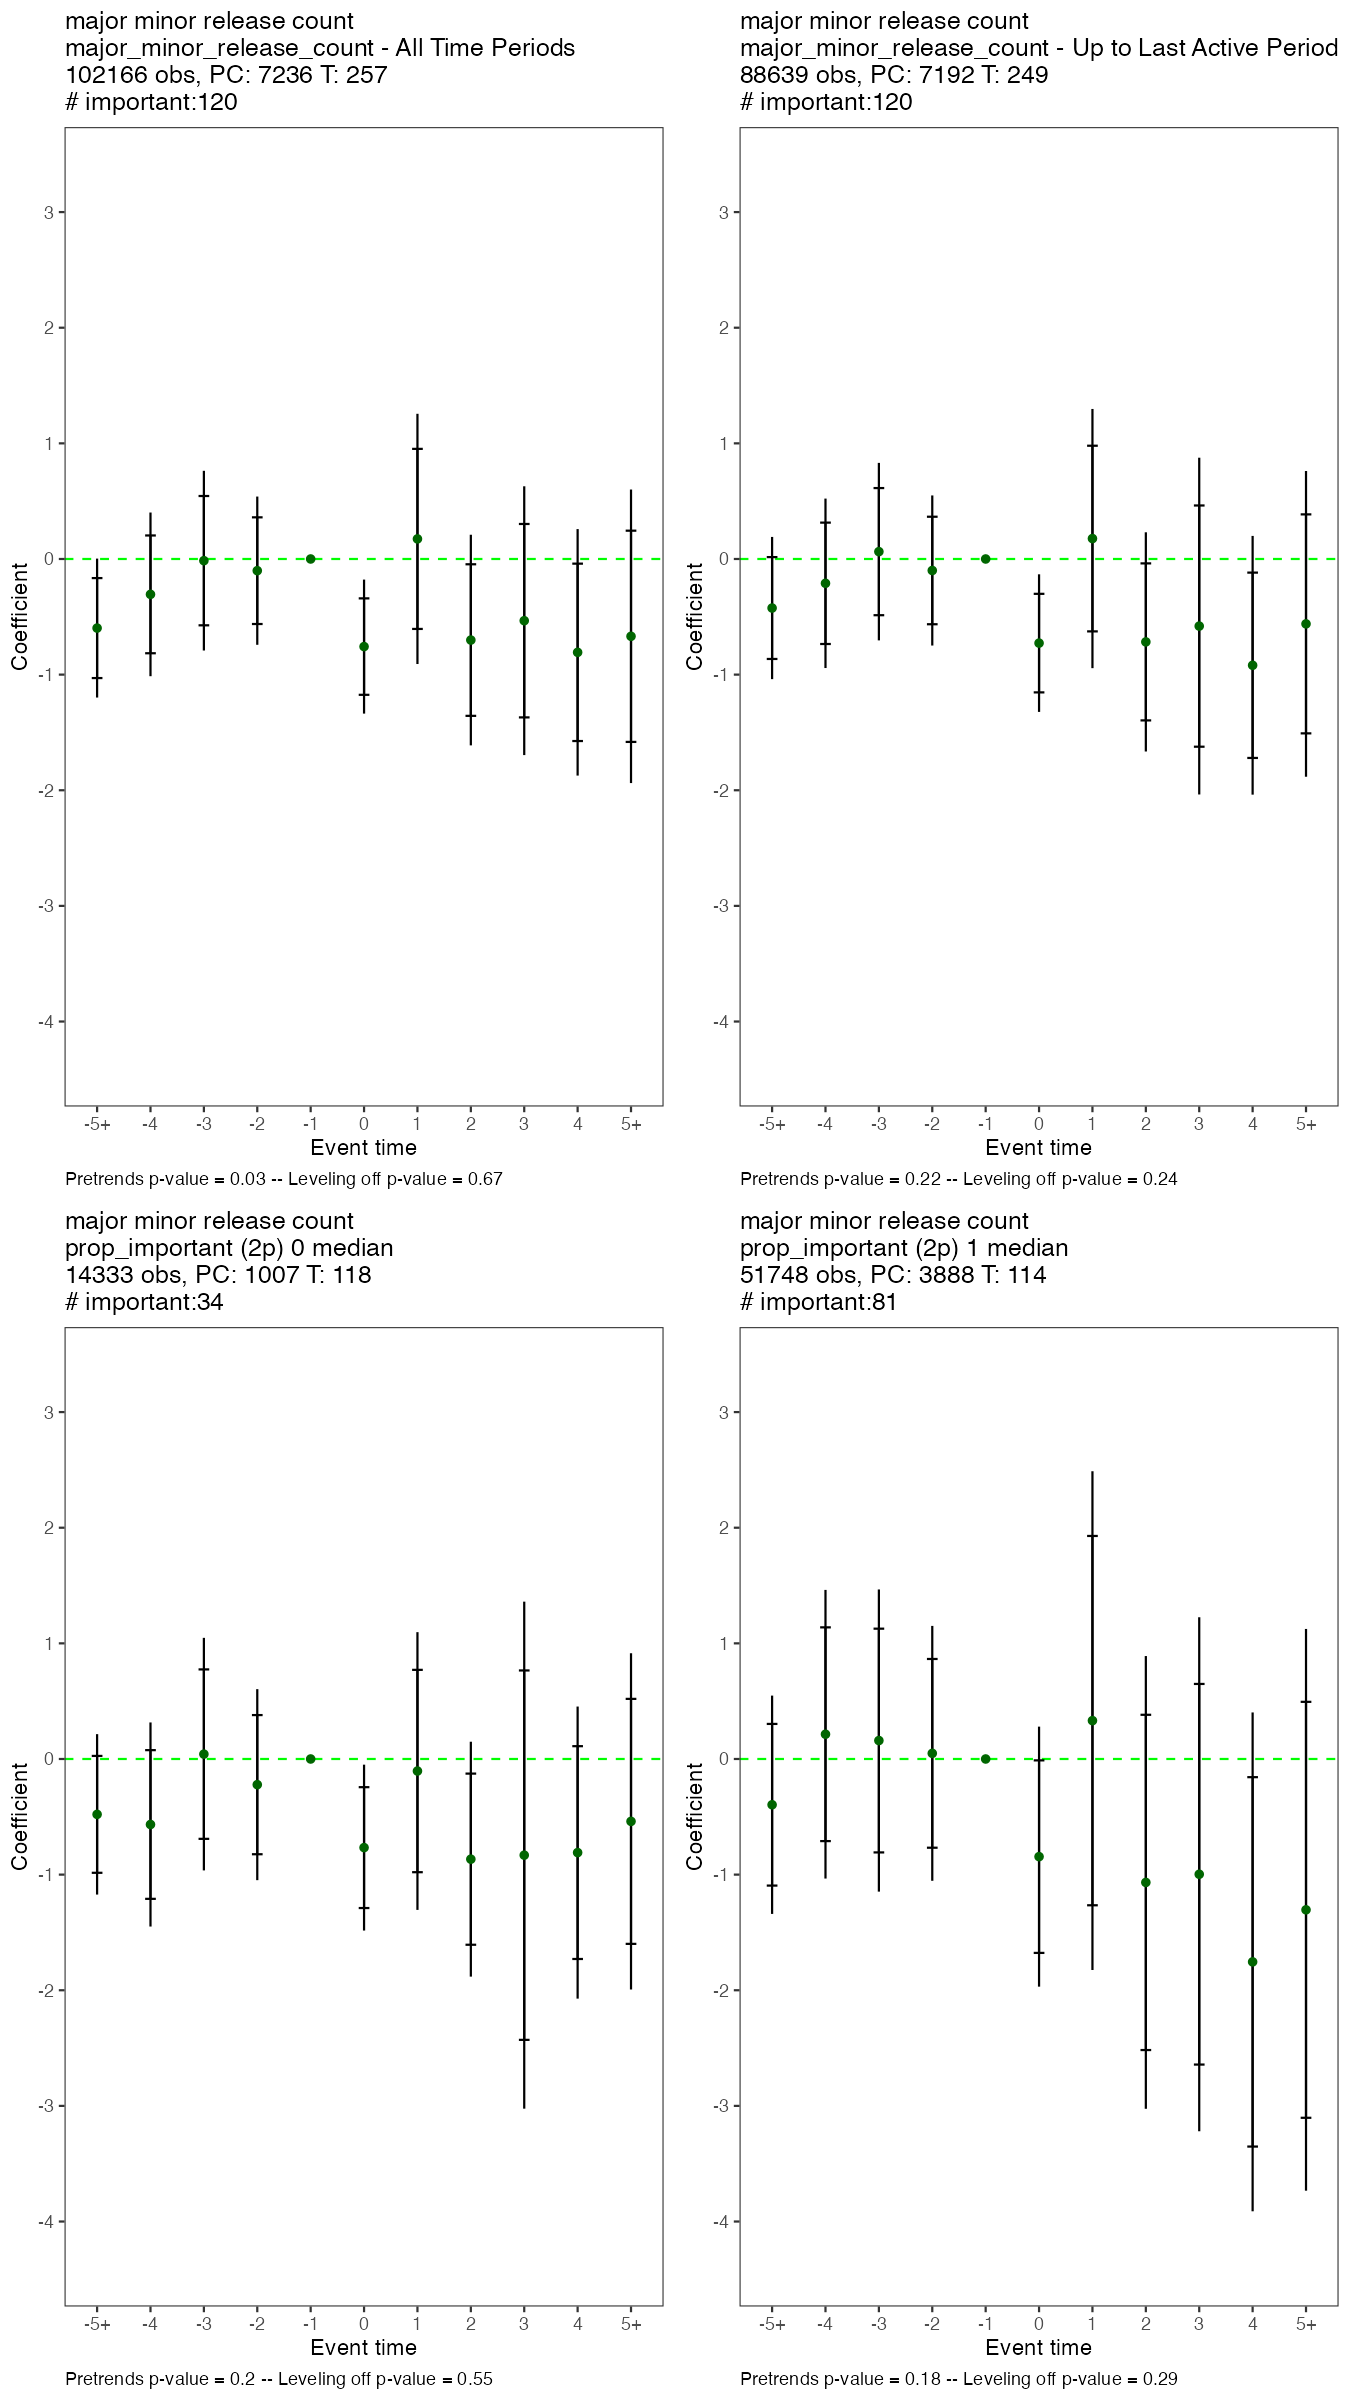 major minor release count
major_minor_release_count - All Time Periods
102166 obs, PC: 7236 T: 257
# important:120
3
2
1
0
-1
-2
-3
-4
Coefficient
-5+ -4 -3 -2 -1 0 1 2 3 4 5+
Event time
Pretrends p-value = 0.03 -- Leveling off p-value = 0.67
major minor release count
major_minor_release_count - Up to Last Active Period
88639 obs, PC: 7192 T: 249
# important:120
3
2
1
0
-1
-2
-3
-4
Coefficient
-5+ -4 -3 -2 -1 0 1 2 3 4 5+
Event time
Pretrends p-value = 0.22 -- Leveling off p-value = 0.24
major minor release count
prop_important (2p) 0 median
14333 obs, PC: 1007 T: 118
# important:34
3
2
1
0
-1
-2
-3
-4
Coefficient
-5+ -4 -3 -2 -1 0 1 2 3 4 5+
Event time
Pretrends p-value = 0.2 -- Leveling off p-value = 0.55
major minor release count
prop_important (2p) 1 median
51748 obs, PC: 3888 T: 114
# important:81
3
2
1
0
-1
-2
-3
-4
Coefficient
-5+ -4 -3 -2 -1 0 1 2 3 4 5+
Event time
Pretrends p-value = 0.18 -- Leveling off p-value = 0.29